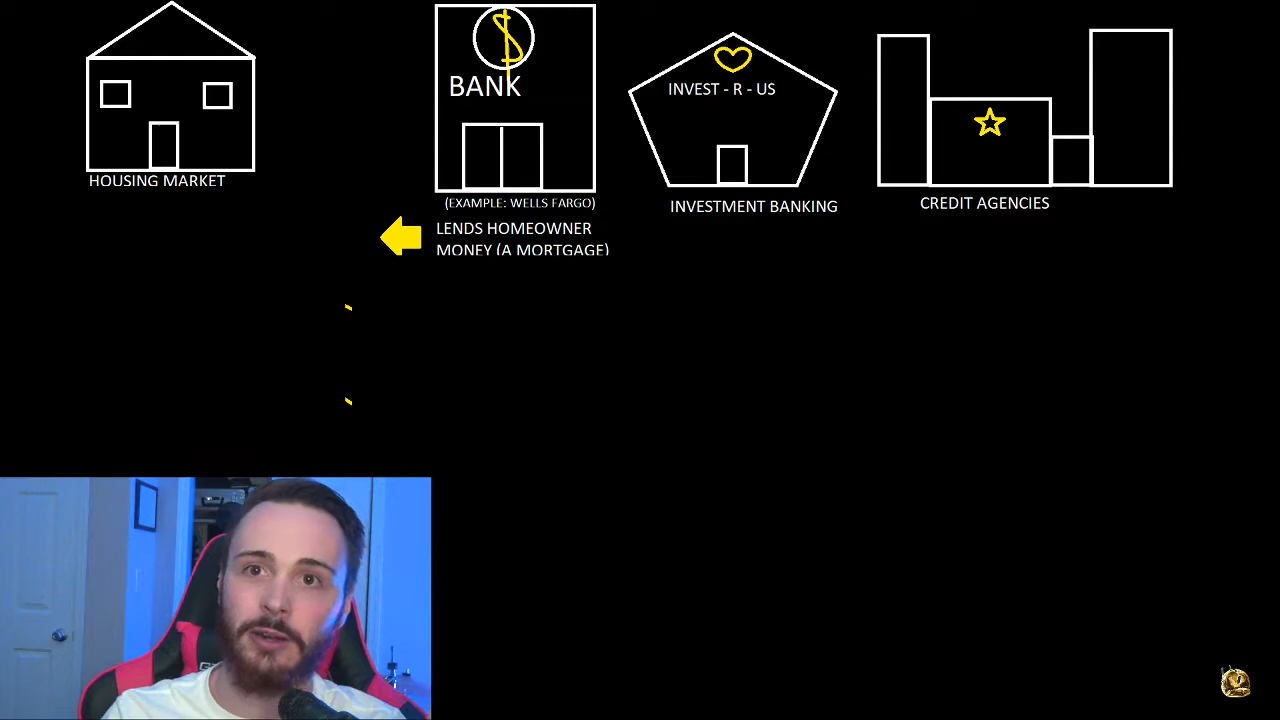 $
BANK
INVEST - R - US
HOUSING MARKET
(EXAMPLE: WELLS FARGO)
INVESTMENT BANKING
CREDIT AGENCIES
LENDS HOMEOWNER
MONEY (A MORTGAGE)